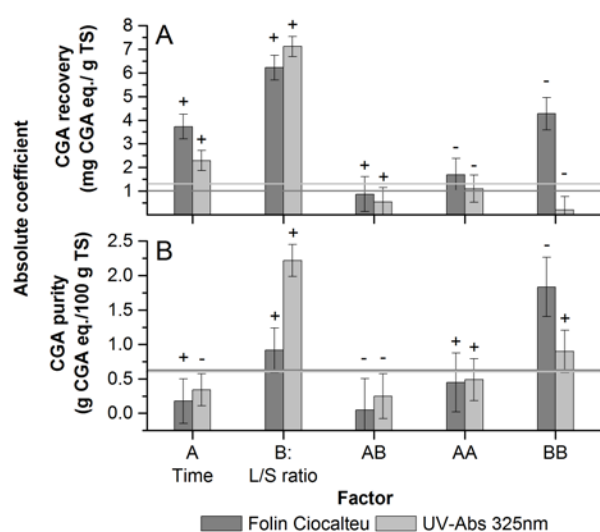 Absolute coefficient
CGA recovery
(mg CGA eq./ g TS)
A
8
7
6
5
4
3
2
1
+ + + + + + - - - -
CGA purity
(g CGA eq./100 g TS)
B
2.5
2.0
1.5
1.0
0.5
0.0
+ - + + - - + + - +
A B: AB AA BB
Time L/S ratio
Factor
Folin Ciocalteu UV-Abs 325nm